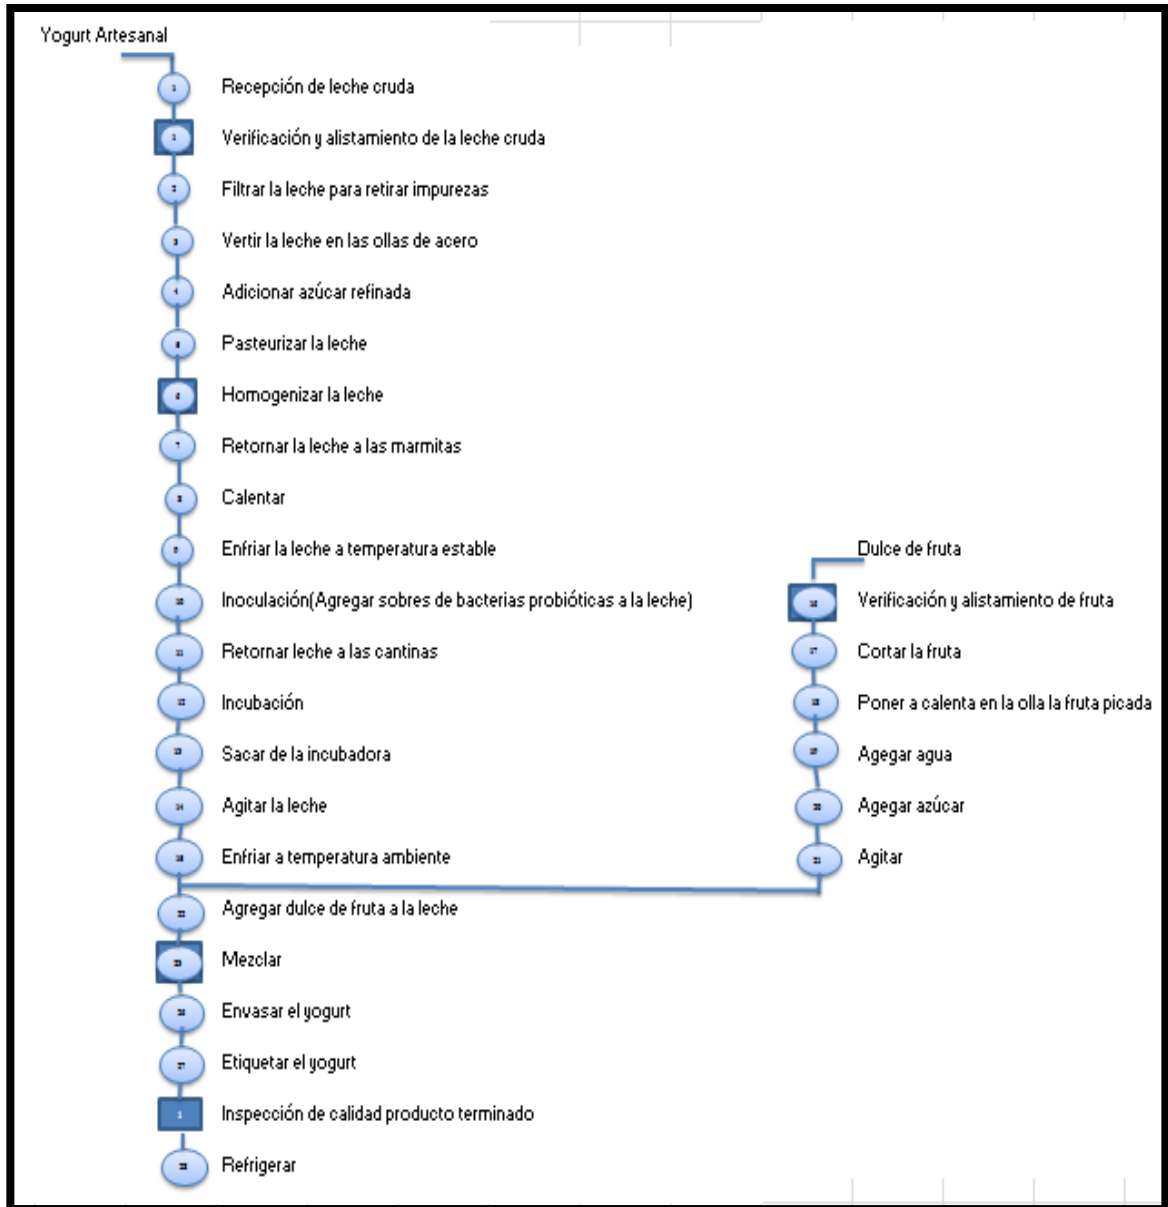 Yogurt Artesanal
Recepción de leche cruda
Verificación y alistamiento de la leche cruda
Filtrar la leche para retirar impurezas
Vertir la leche en las ollas de acero
Adicionar azúcar refinada
Pasteurizar la leche
Homogenizar la leche
Retornar la leche a las marmitas
Calentar
Enfriar la leche a temperatura estable
Inoculación(Agregar sobres de bacterias probióticas a la leche)
Retornar leche a las cantinas
Incubación
Sacar de la incubadora
Agitar la leche
Enfriar a temperatura ambiente
Dulce de fruta
Verificación y alistamiento de fruta
Cortar la fruta
Poner a calenta en la olla la fruta picada
Agegar agua
Agegar azúcar
Agitar
Agregar dulce de fruta a la leche
Mezclar
Envasar el yogurt
Etiquetar el yogurt
Inspección de calidad producto terminado
Refrigerar